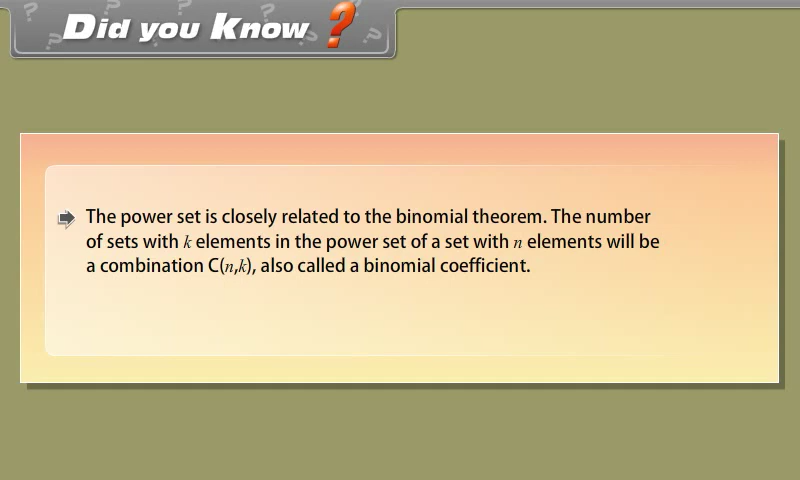 Did you Know ?
The power set is closely related to the binomial theorem. The number
of sets with k elements in the power set of a set with n elements will be
a combination C(n,k), also called a binomial coefficient.